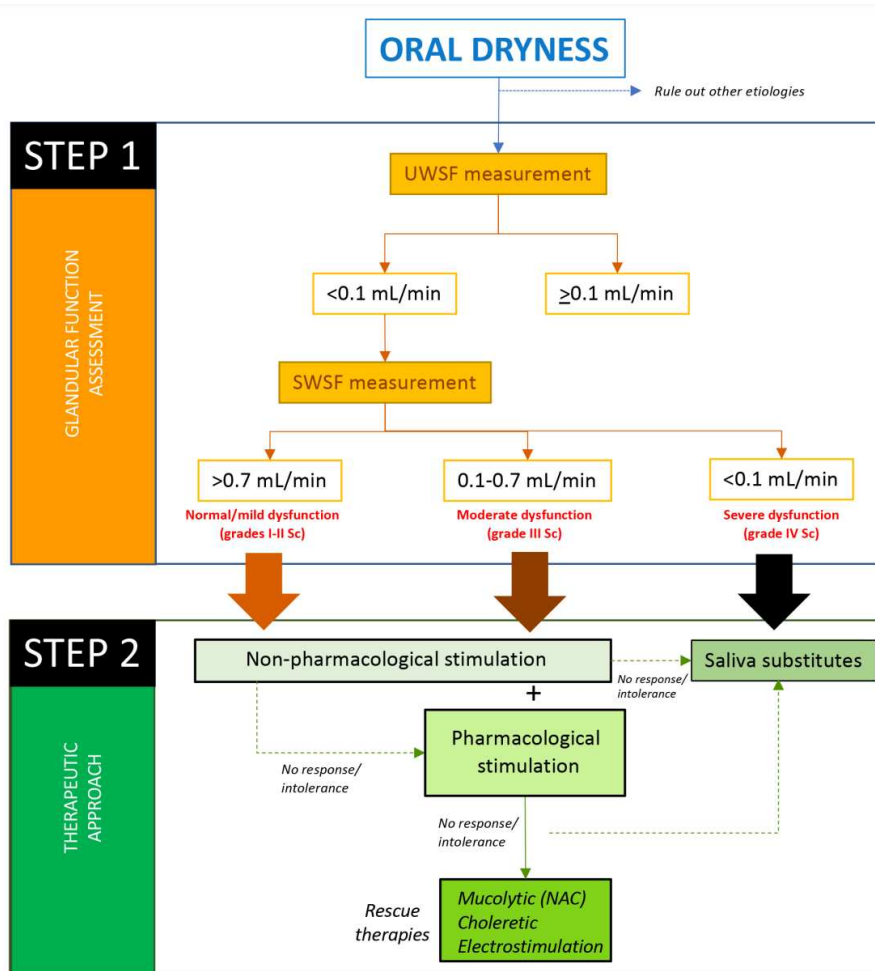 ORAL DRYNESS
Rule out other etiologies
STEP 1
GLANDULAR FUNCTION
ASSESSMENT
UWSF measurement
<0.1 mL/min
≥0.1 mL/min
SWSF measurement
>0.7 mL/min
0.1-0.7 mL/min
<0.1 mL/min
Normal/mild dysfunction
(grades I-II Sc)
Moderate dysfunction
(grade III Sc)
Severe dysfunction
(grade IV Sc)
STEP 2
THERAPEUTIC
APPROACH
Non-pharmacological stimulation
No response/
intolerance
Saliva substitutes
+
Pharmacological
stimulation
No response/
intolerance
No response/
intolerance
Rescue
therapies
Mucolytic (NAC)
Choleretic
Electrostimulation